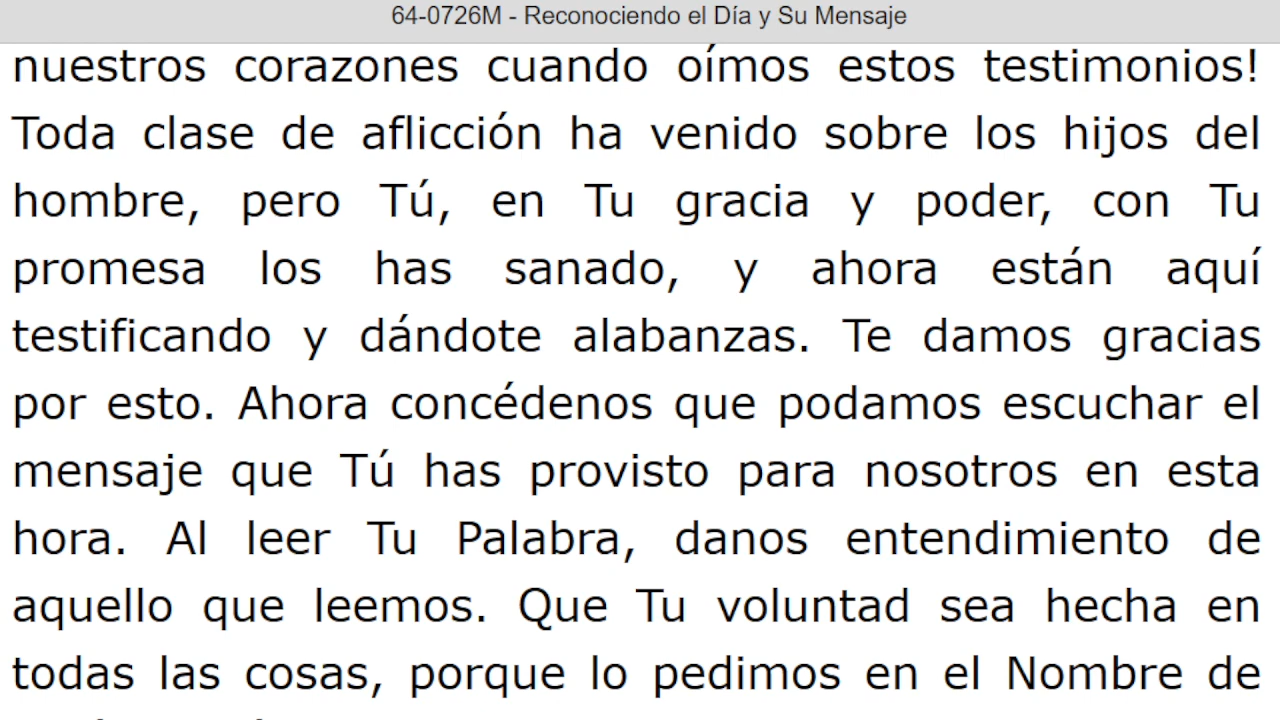 64-0726M - Reconociendo el Día y Su Mensaje
nuestros corazones cuando oímos estos testimonios!
Toda clase de aflicción ha venido sobre los hijos del
hombre, pero Tú, en Tu gracia y poder, con Tu
promesa los has sanado, y ahora están aquí
testificando y dándote alabanzas. Te damos gracias
por esto. Ahora concédenos que podamos escuchar el
mensaje que Tú has provisto para nosotros en esta
hora. Al leer Tu Palabra, danos entendimiento de
aquello que leemos. Que Tu voluntad sea hecha en
todas las cosas, porque lo pedimos en el Nombre de